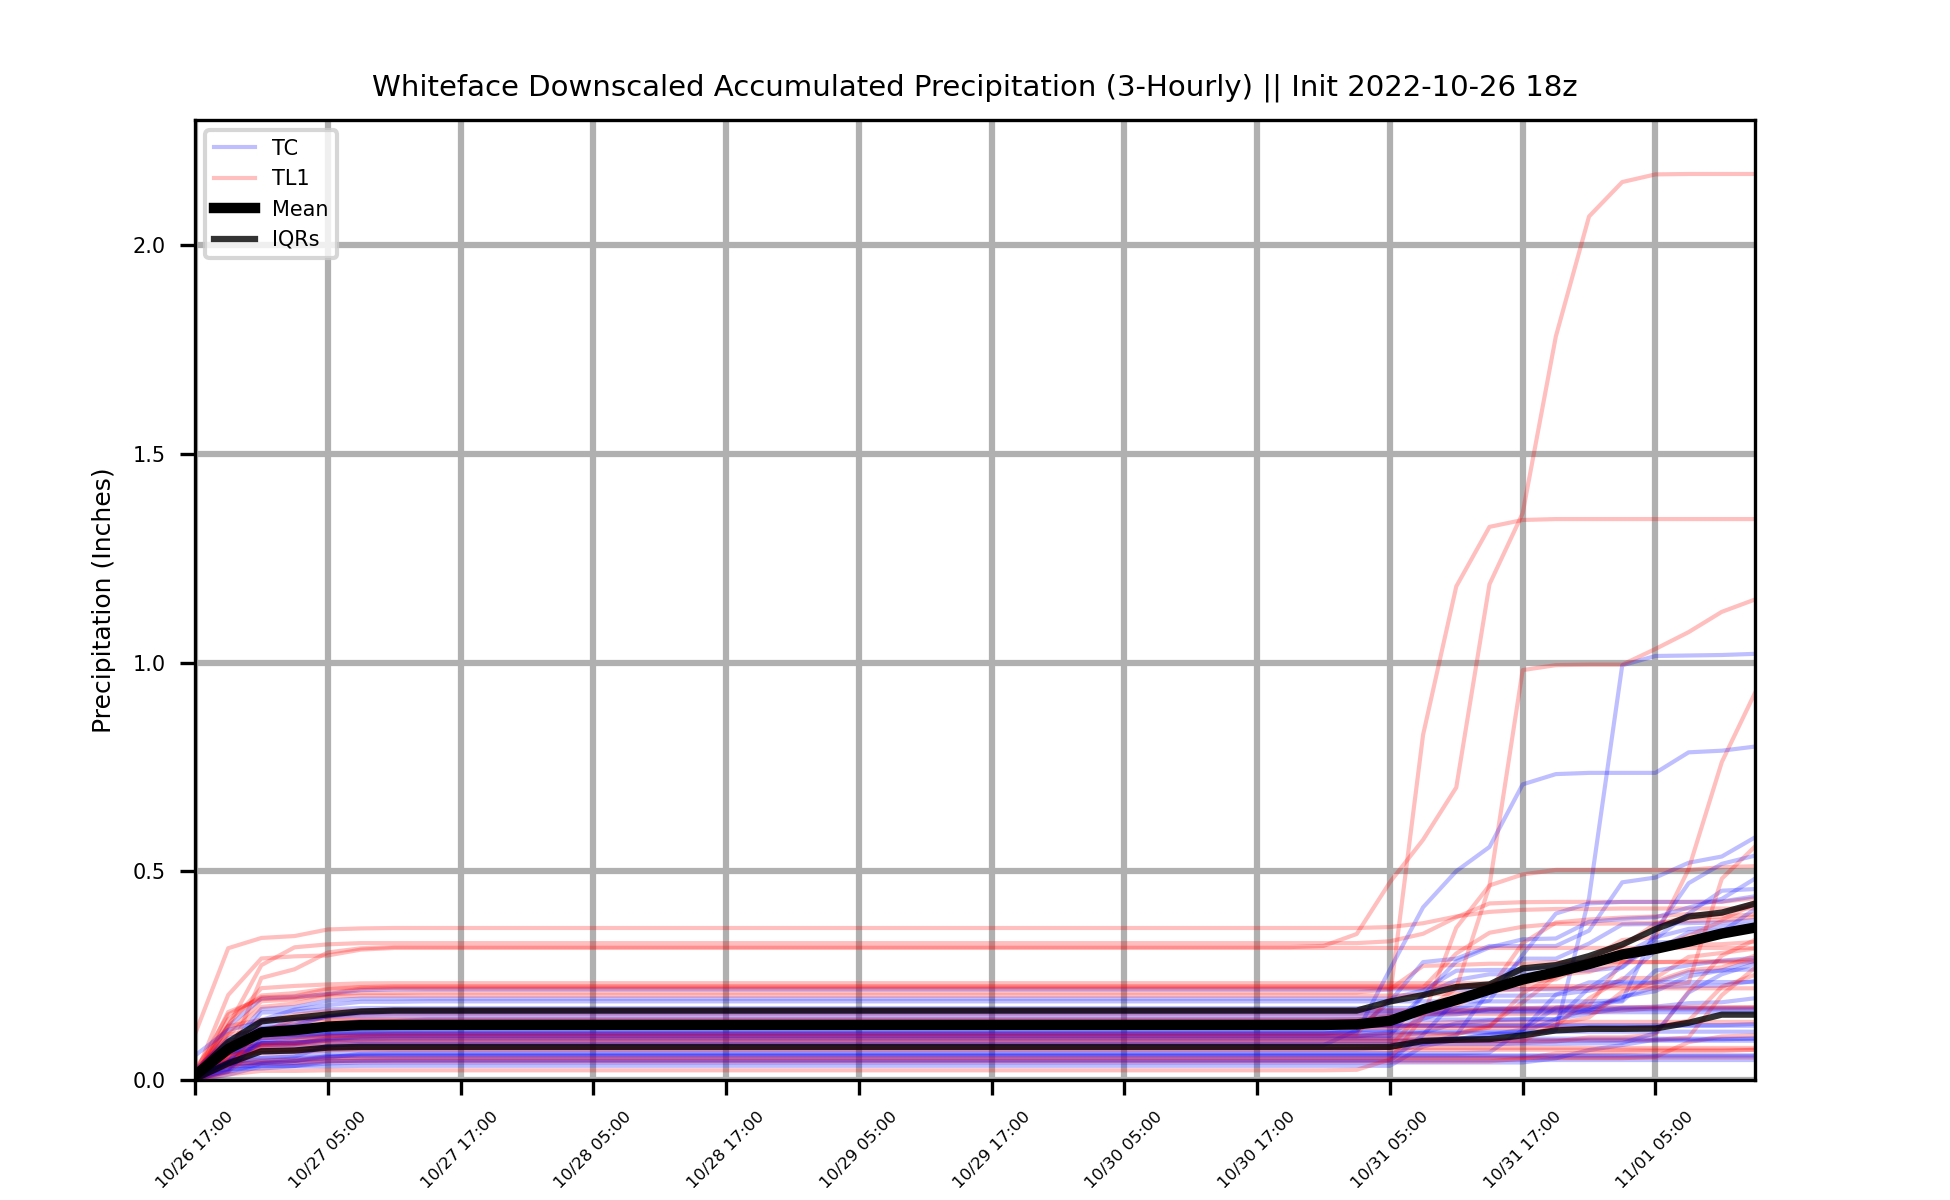 Whiteface Downscaled Accumulated Precipitation (3-Hourly) || Init 2022-10-26 18z
TC
TL1
Mean
IQRs
Precipitation (Inches)
2.0
1.5
1.0
0.5
0.0
10/26 17:00
10/27 05:00
10/27 17:00
10/28 05:00
10/28 17:00
10/29 05:00
10/29 17:00
10/30 05:00
10/30 17:00
10/31 05:00
10/31 17:00
11/01 05:00